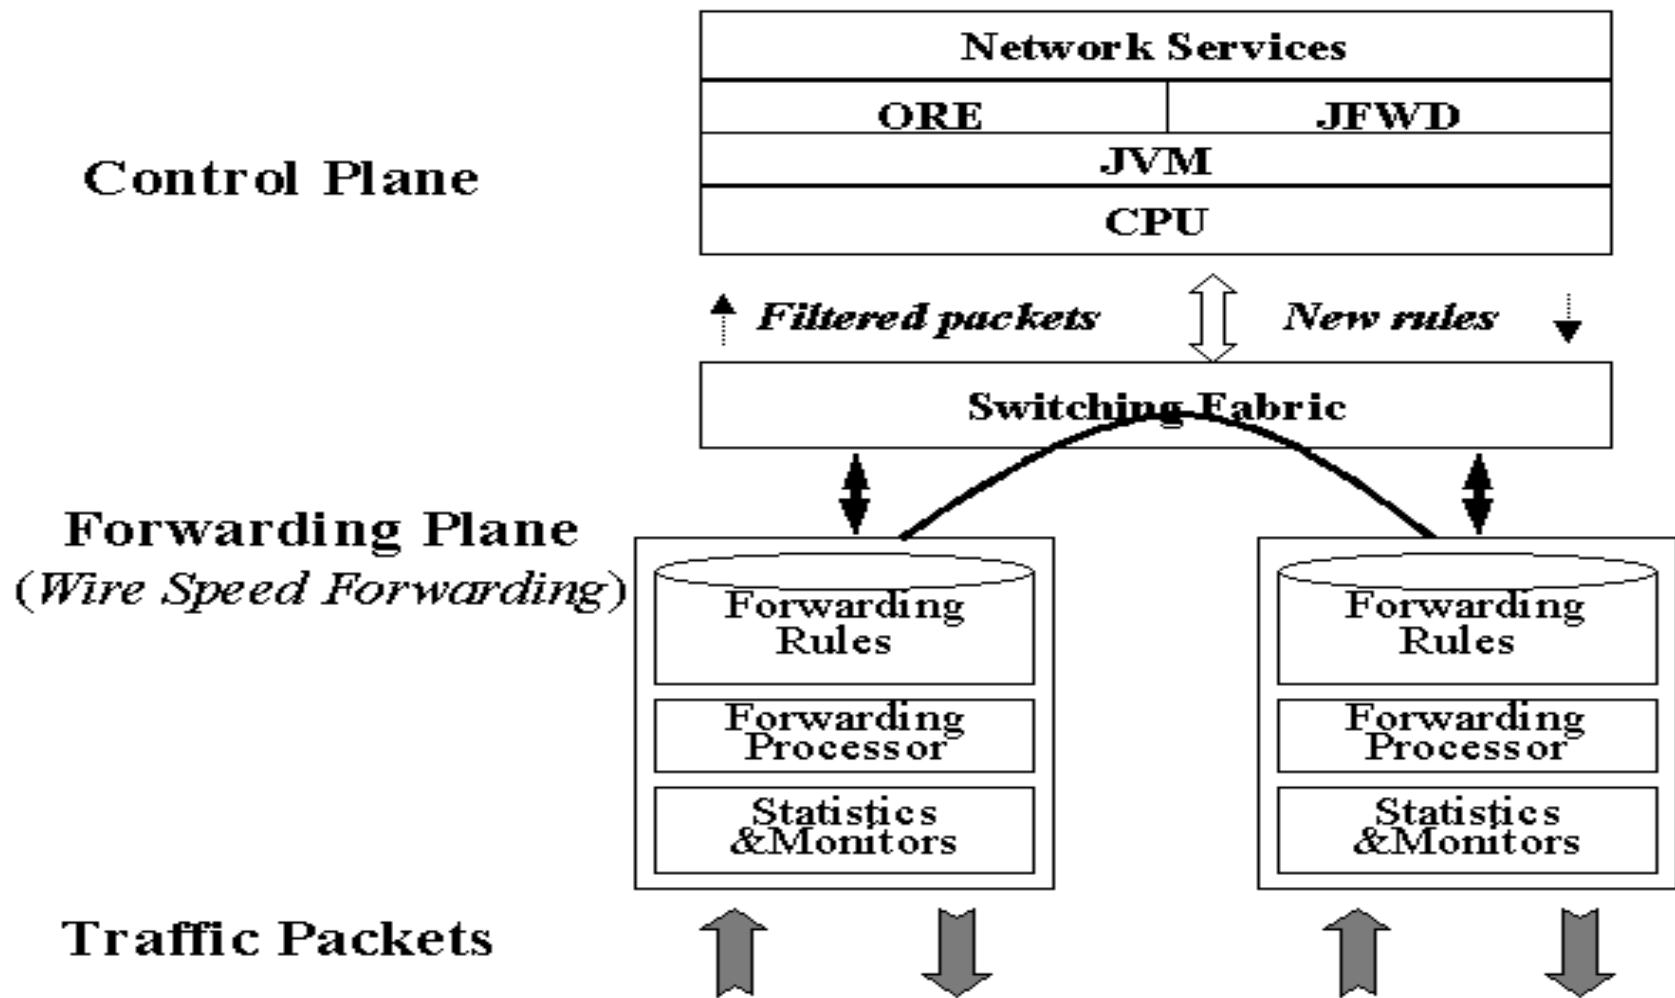 Network Services
ORE
JFWD
JVM
Control Plane
CPU
Filtered packets
New rules
Switching Fabric
Forwarding Plane
(Wire Speed Forwarding)
Forwarding
Rules
Forwarding
Processor
Statistics
&Monitors
Forwarding
Rules
Forwarding
Processor
Statistics
&Monitors
Traffic Packets